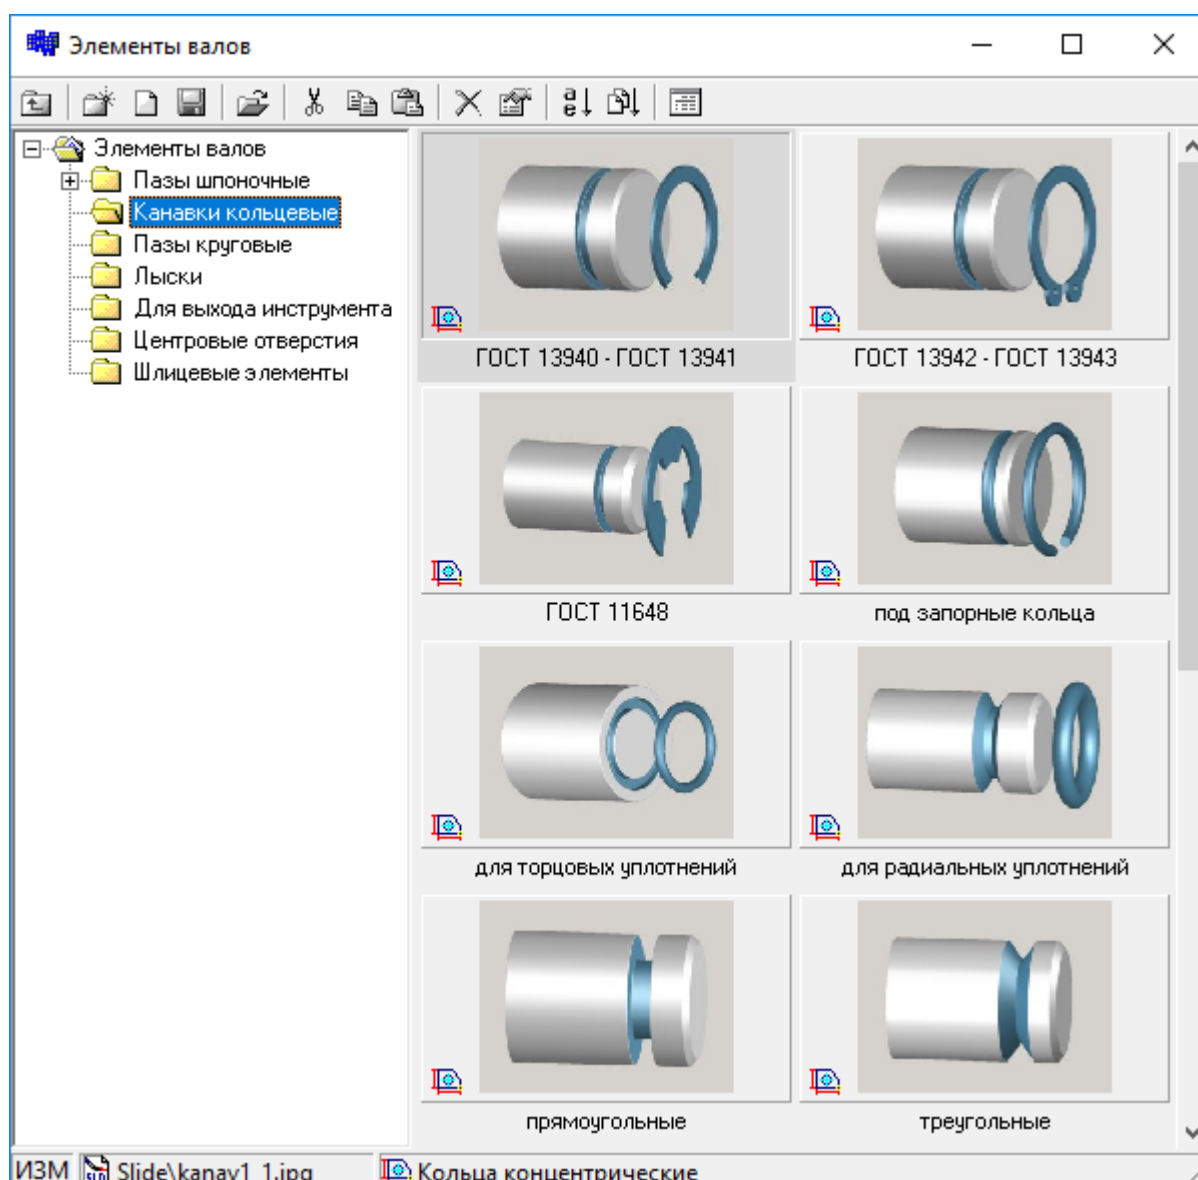 Элементы валов
Элементы валов
Пазы шпоночные
Канавки кольцевые
Пазы круговые
Лыски
Для выхода инструмента
Центровые отверстия
Шлицевые элементы
ГОСТ 13940 - ГОСТ 13941
ГОСТ 13942 - ГОСТ 13943
ГОСТ 11648
под запорные кольца
для торцовых уплотнений
для радиальных уплотнений
прямоугольные
треугольные
ИЗМ
Slide\kanav1_1.jpg
Кольца концентрические